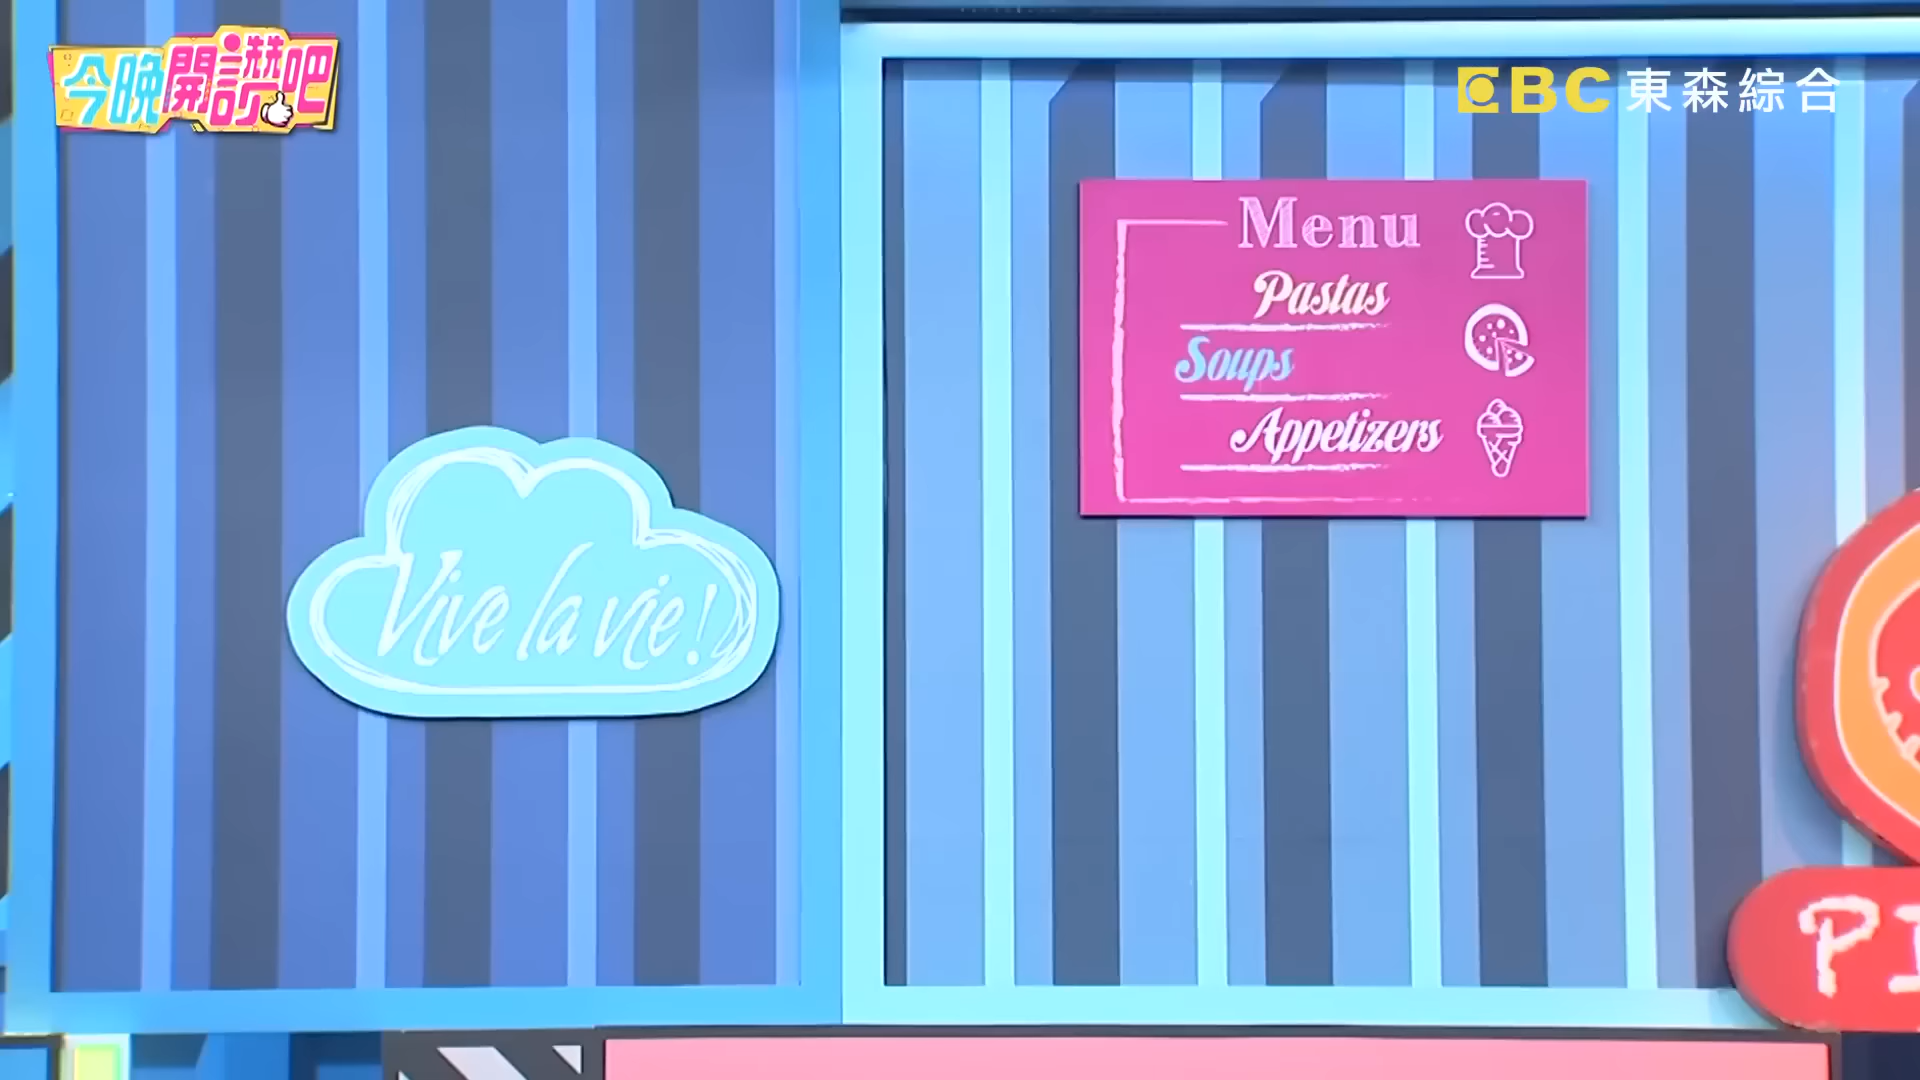 今晚開讚吧
EBC 東森綜合
Menu
Pastas
Soups
Appetizers
Vive la vie!